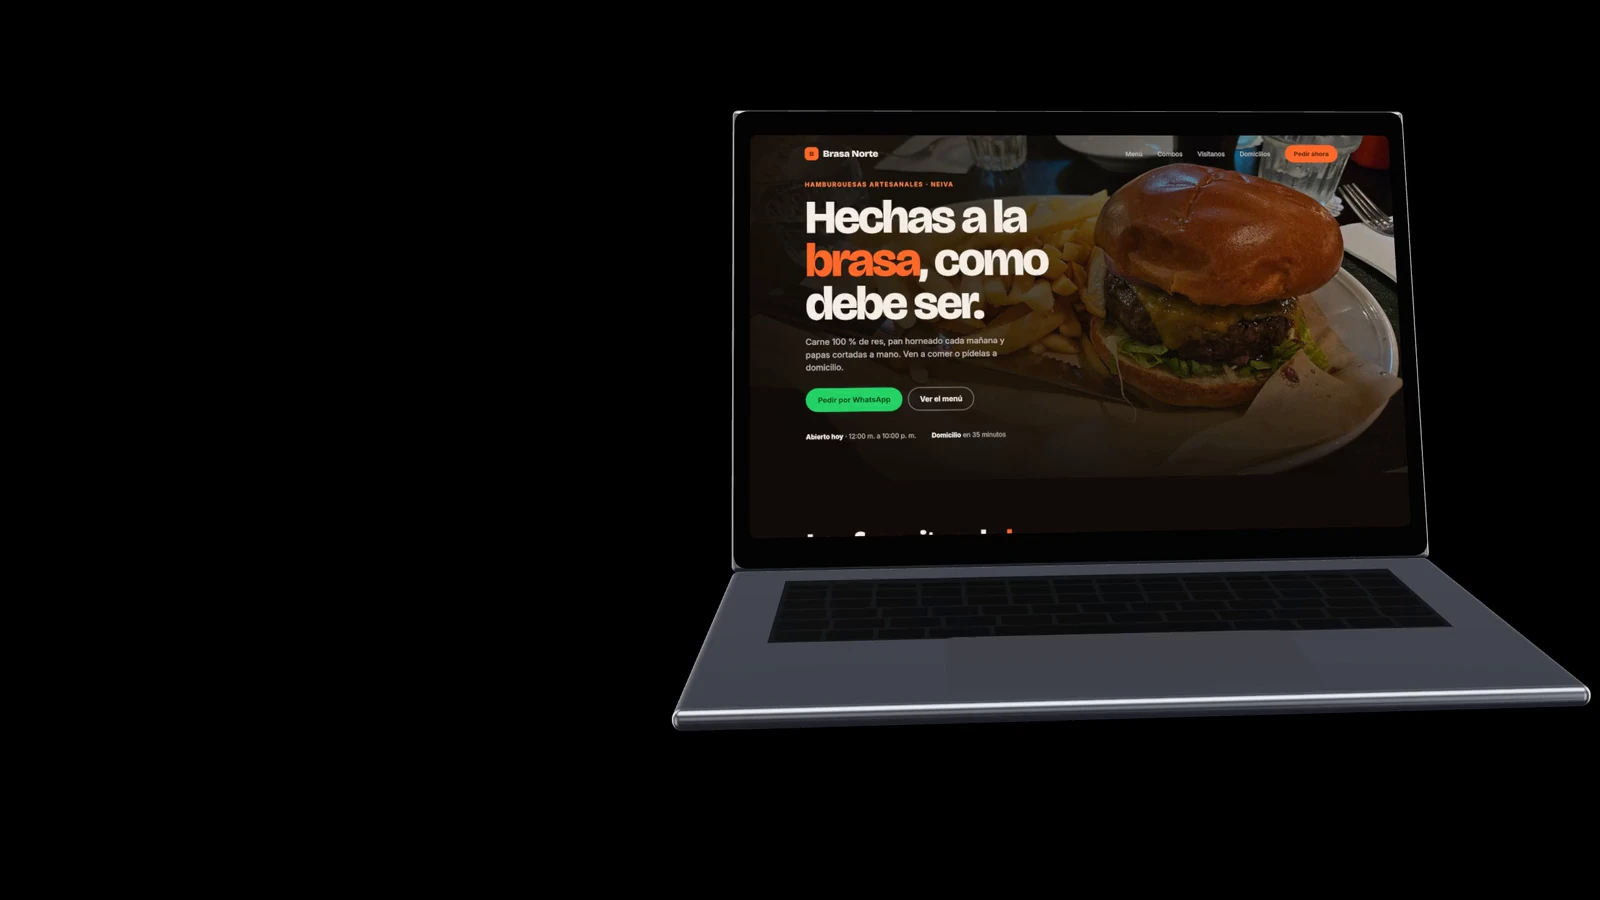 Brasa Norte
Menú Combos Visítanos Domicilios Pedir ahora
HAMBURGUESAS ARTESANALES · NEIVA
Hechas a la
brasa, como
debe ser.
Carne 100 % de res, pan horneado cada mañana y
papas cortadas a mano. Ven a comer o pídelas a
domicilio.
Pedir por WhatsApp Ver el menú
Abierto hoy · 12:00 m. a 10:00 p. m. Domicilio en 35 minutos